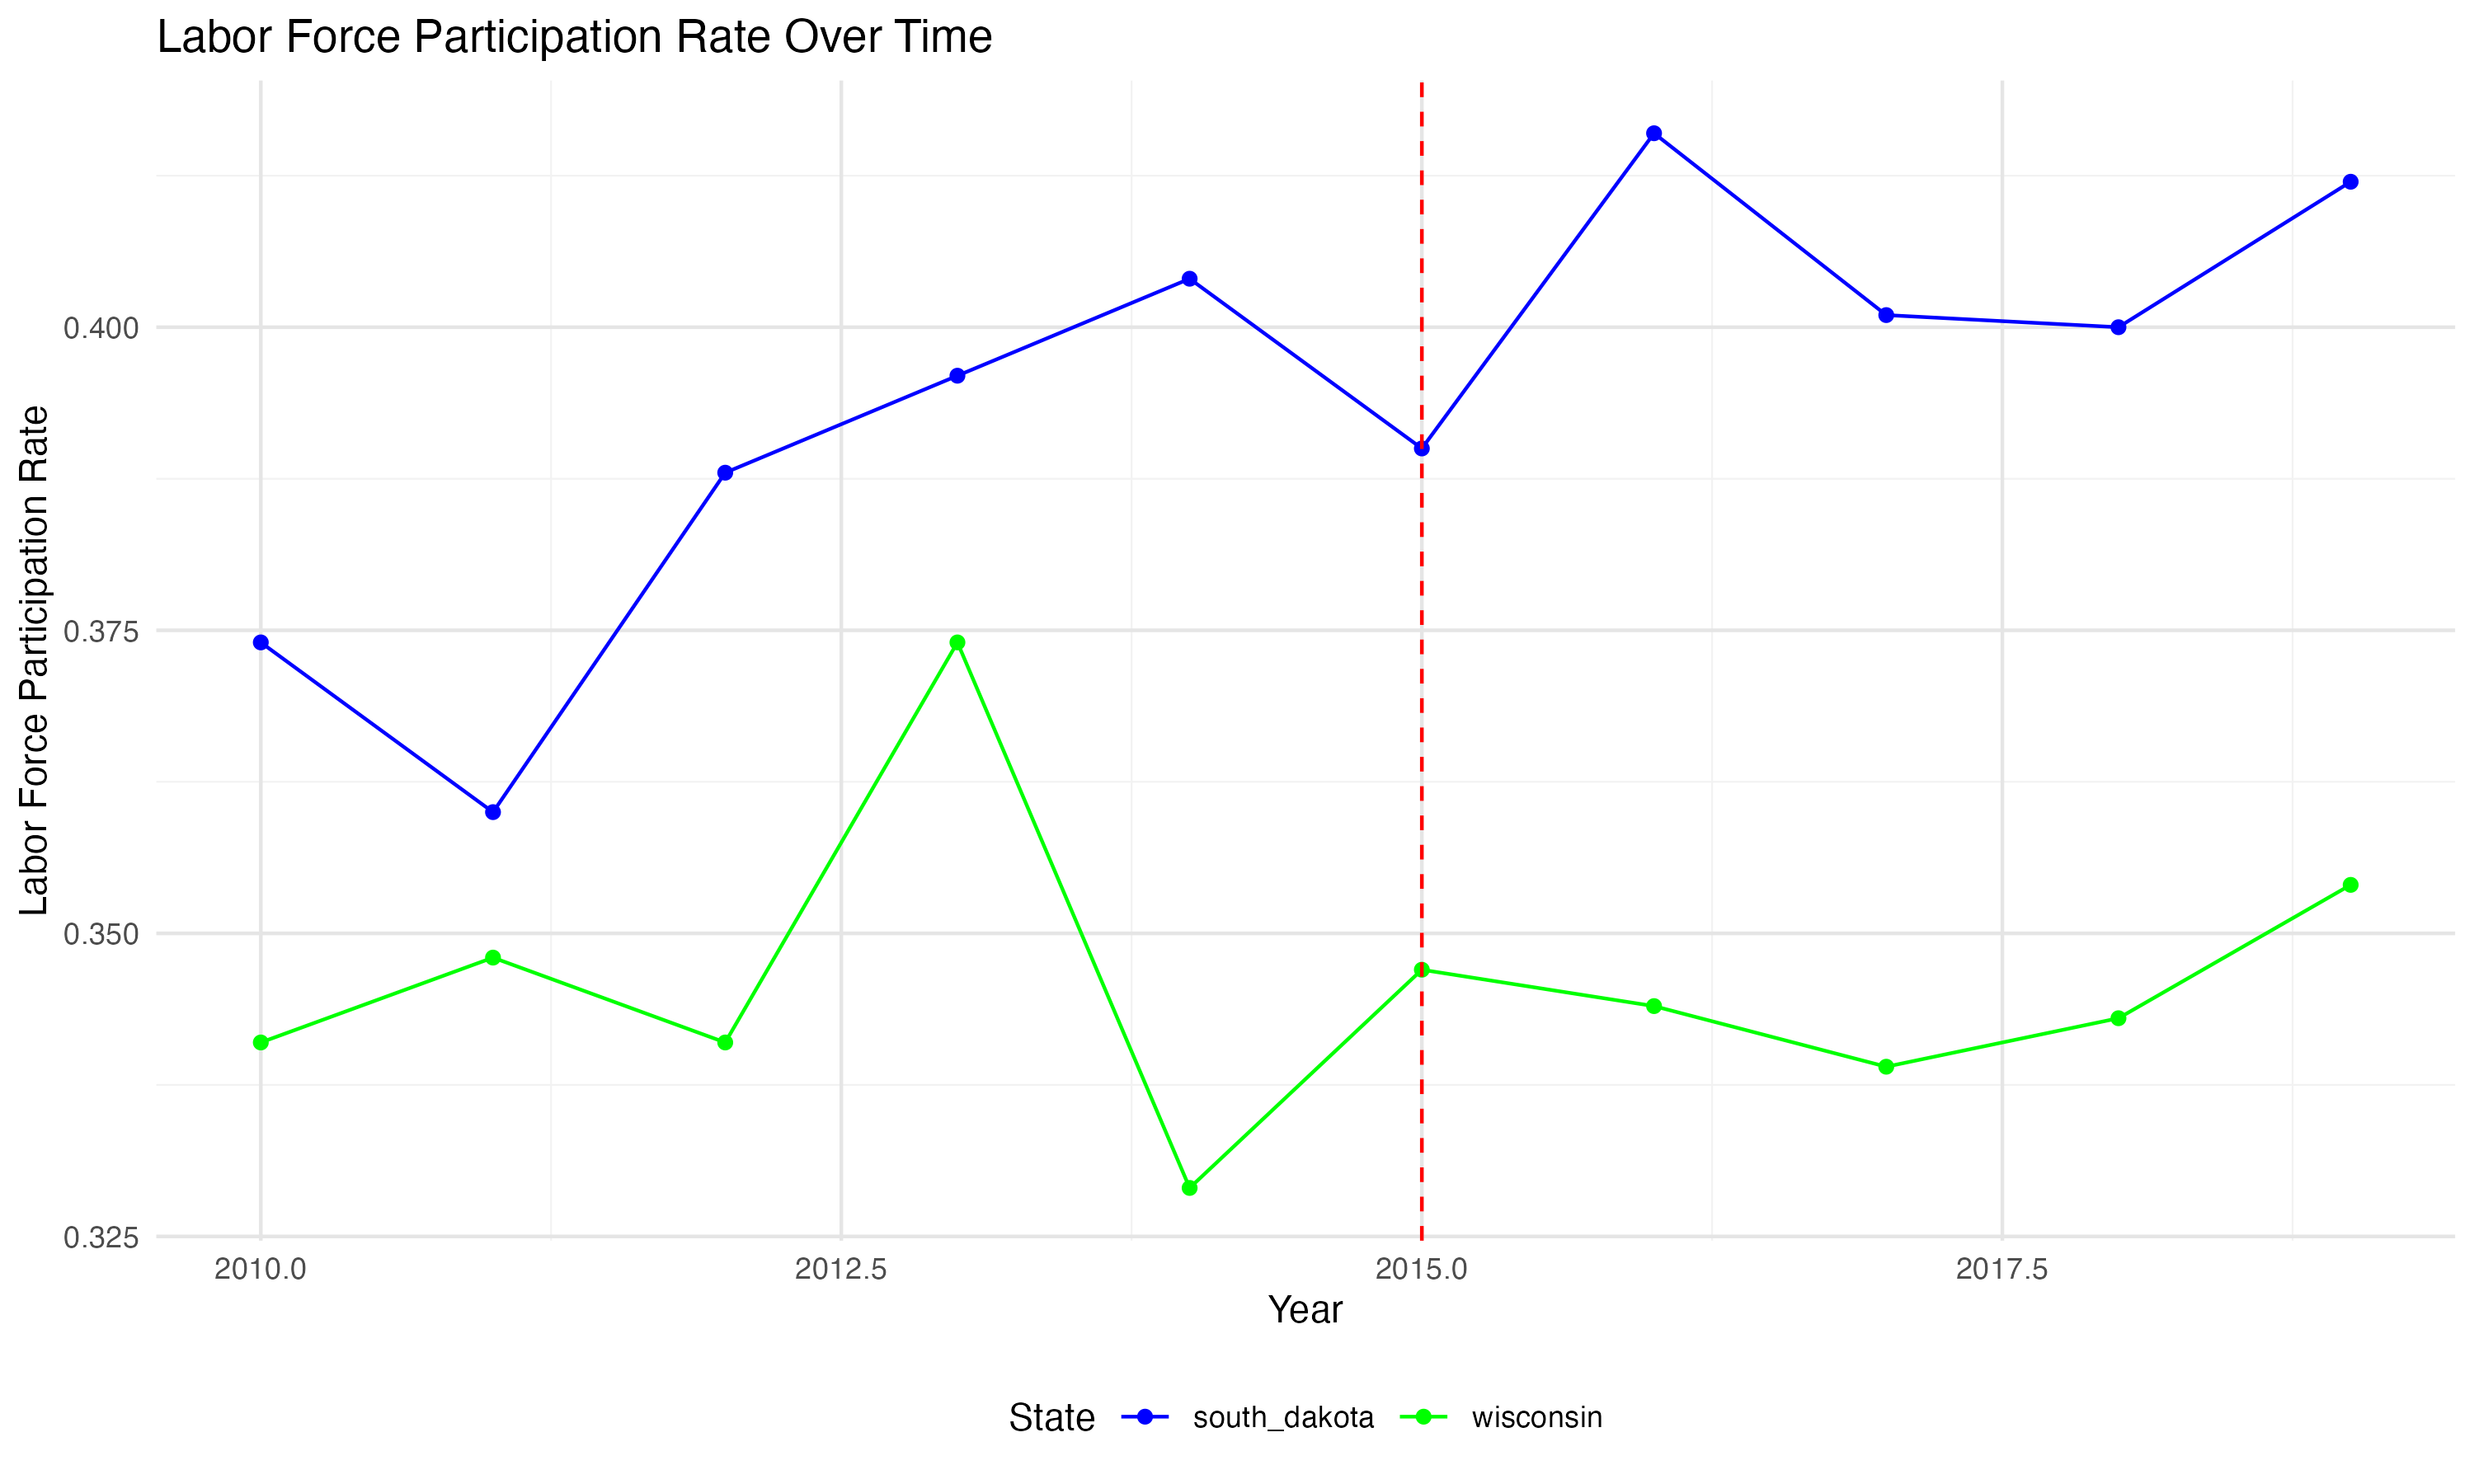 Labor Force Participation Rate Over Time
Labor Force Participation Rate
0.400
0.375
0.350
0.325
2010.0 2012.5 2015.0 2017.5
Year
State south_dakota wisconsin